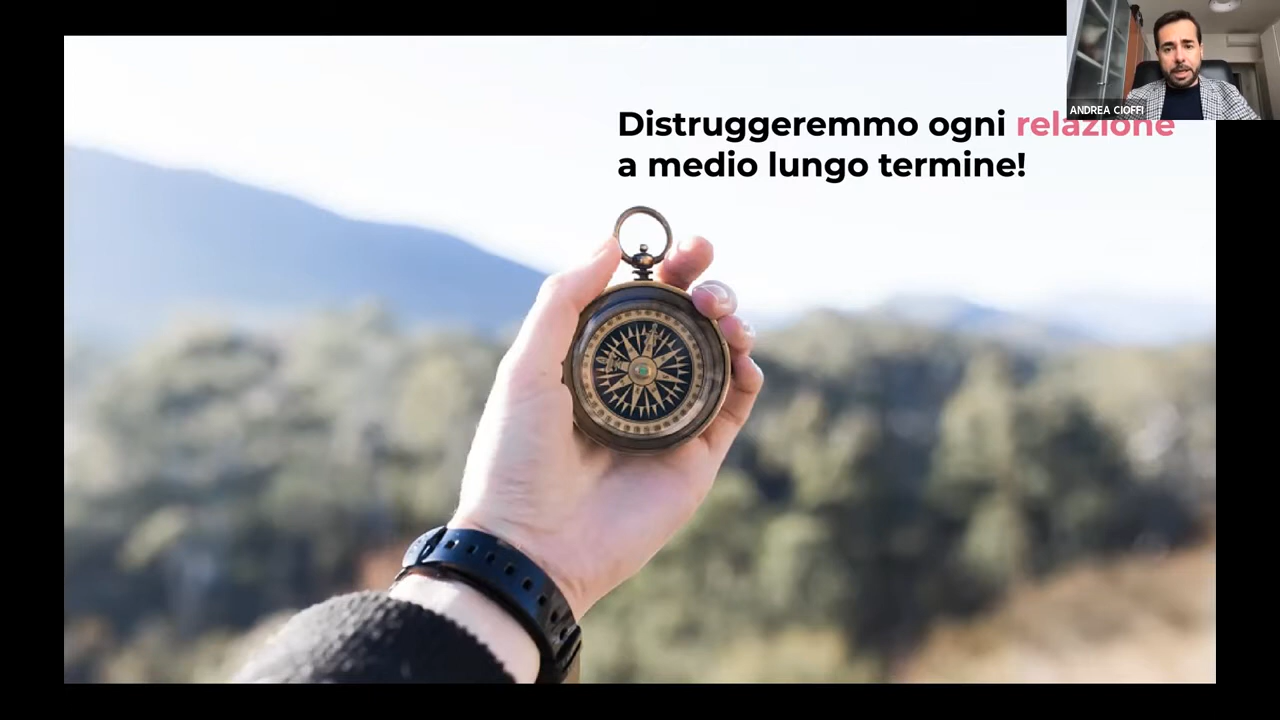 Distruggeremmo ogni relazione
a medio lungo termine!
ANDREA CIOFFI